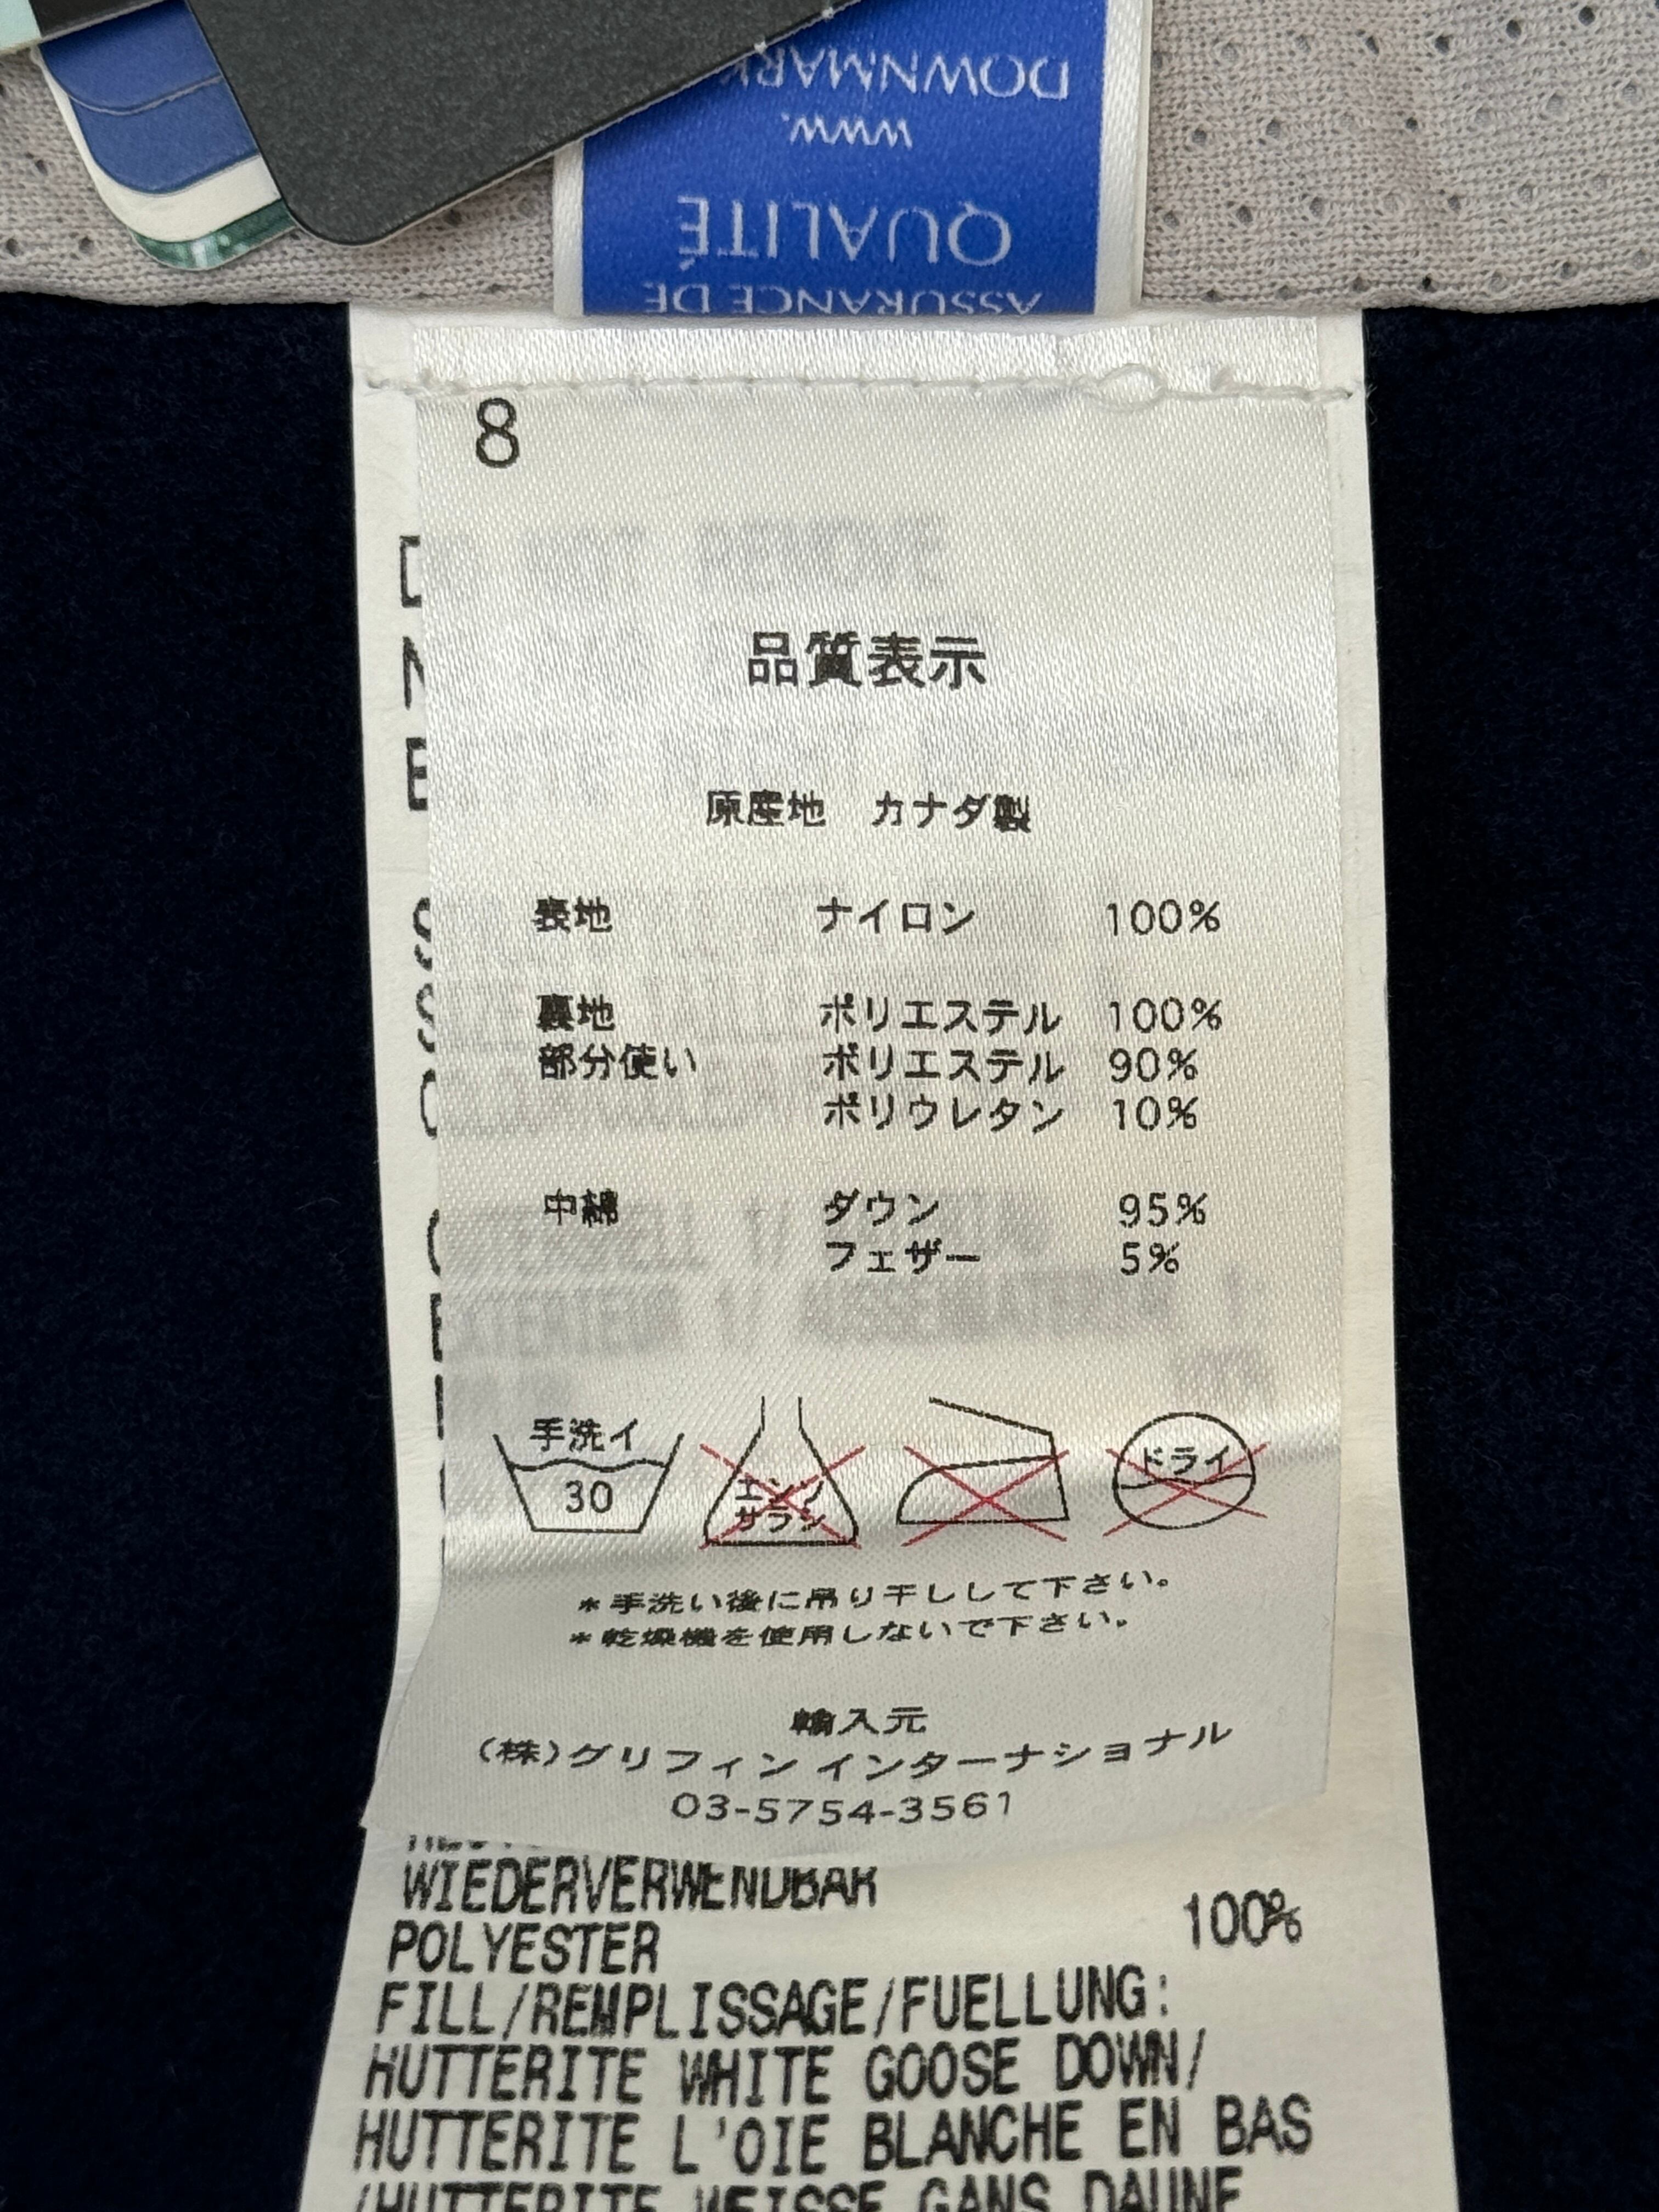 DOWNMARK
www.
QUALITÉ
ASSURANCE DE
8
品質表示
原産地 カナダ製
表地 ナイロン 100%
裏地 ポリエステル 100%
部分使い ポリエステル 90%
ポリウレタン 10%
中綿 ダウン 95%
フェザー 5%
手洗イ 30
エンソ サラシ
ドライ
*手洗い後に吊り干しして下さい。
*乾燥機を使用しないで下さい。
輸入元
(株)グリフィン インターナショナル
03-5754-3561
WIEDERVERWENDBAR
POLYESTER 100%
FILL/REMPLISSAGE/FUELLUNG:
HUTTERITE WHITE GOOSE DOWN/
HUTTERITE L'OIE BLANCHE EN BAS
/HUTTERITE WEISSE GANS DAUNE